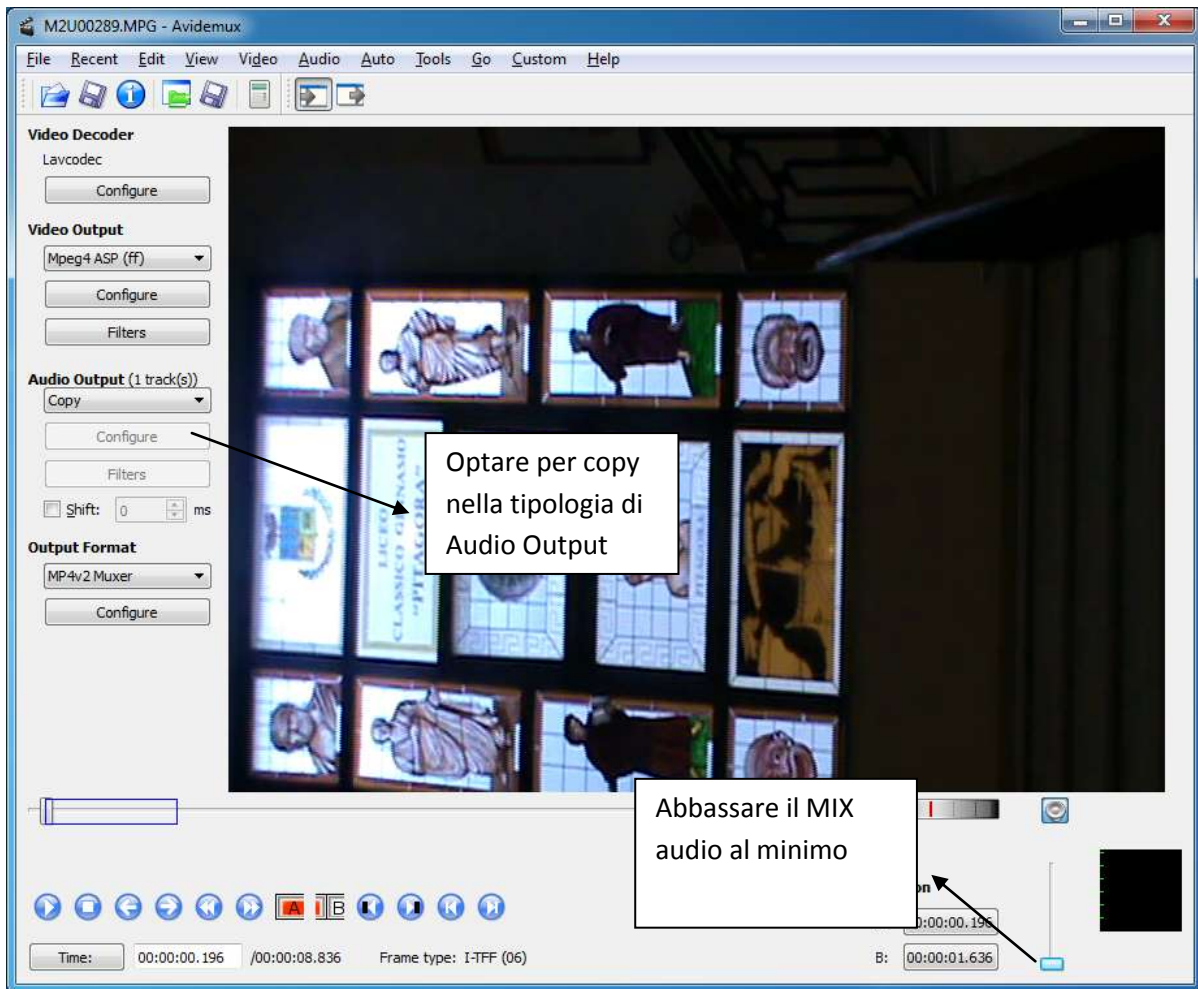 M2U00289.MPG - Avidemux
File Recent Edit View Video Audio Auto Tools Go Custom Help
Video Decoder
Lavcodec
Configure
Video Output
Mpeg4 ASP (ff)
Configure
Filters
Audio Output (1 track(s))
Copy
Configure
Filters
Shift: 0 ms
Output Format
MP4v2 Muxer
Configure
LICEO GINNASIO
CLASSICO
"PITAGORA"
Optare per copy
nella tipologia di
Audio Output
Abbassare il MIX
audio al minimo
A B
on
00:00:00.196
Time: 00:00:00.196 /00:00:08.836 Frame type: I-TFF (06)
B: 00:00:01.636